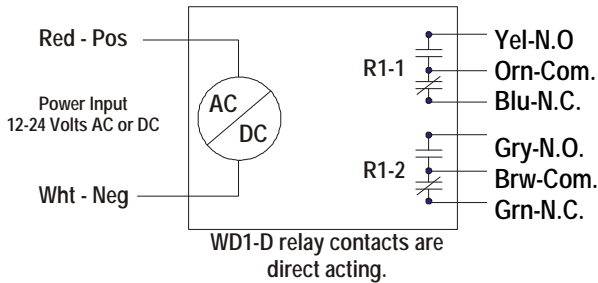 Red - Pos
Power Input
12-24 Volts AC or DC
Wht - Neg
AC
DC
R1-1
Yel-N.O
Orn-Com.
Blu-N.C.
R1-2
Gry-N.O.
Brw-Com.
Grn-N.C.
WD1-D relay contacts are
direct acting.